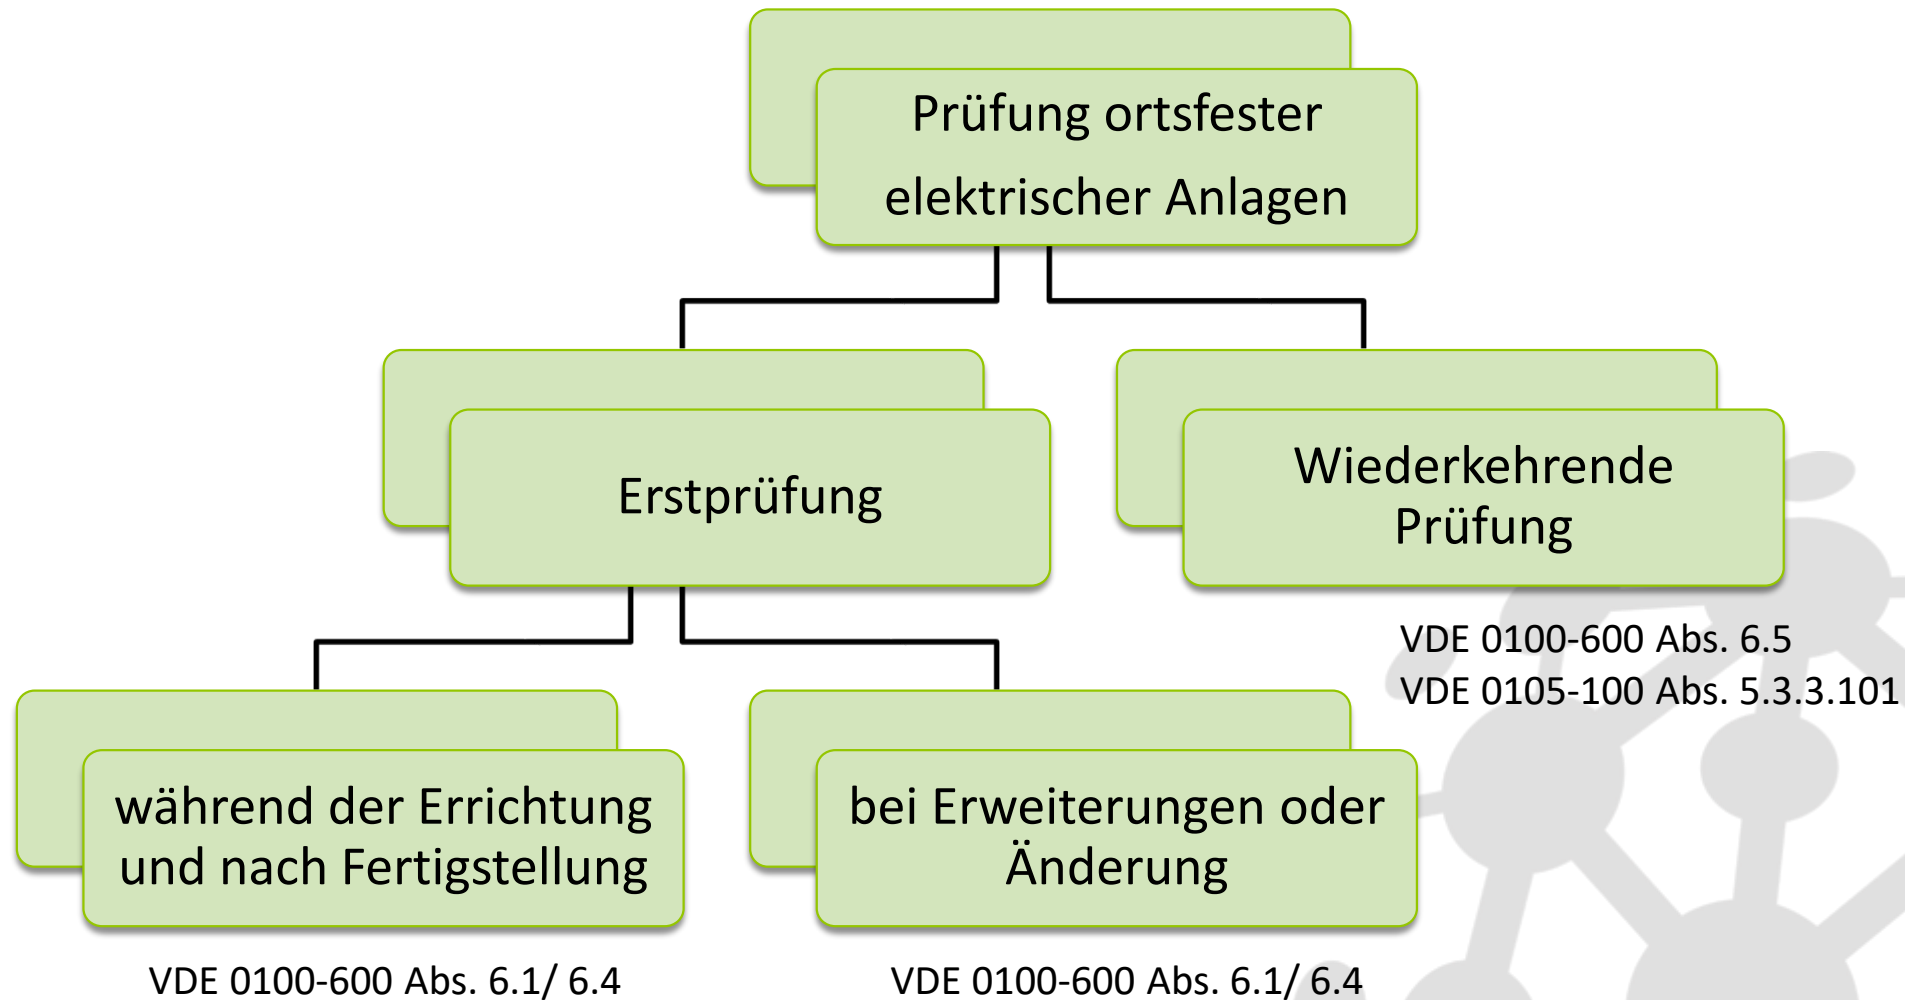 Prüfung ortsfester
elektrischer Anlagen
Erstprüfung
Wiederkehrende
Prüfung
VDE 0100-600 Abs. 6.5
VDE 0105-100 Abs. 5.3.3.101
während der Errichtung
und nach Fertigstellung
bei Erweiterungen oder
Änderung
VDE 0100-600 Abs. 6.1/ 6.4
VDE 0100-600 Abs. 6.1/ 6.4